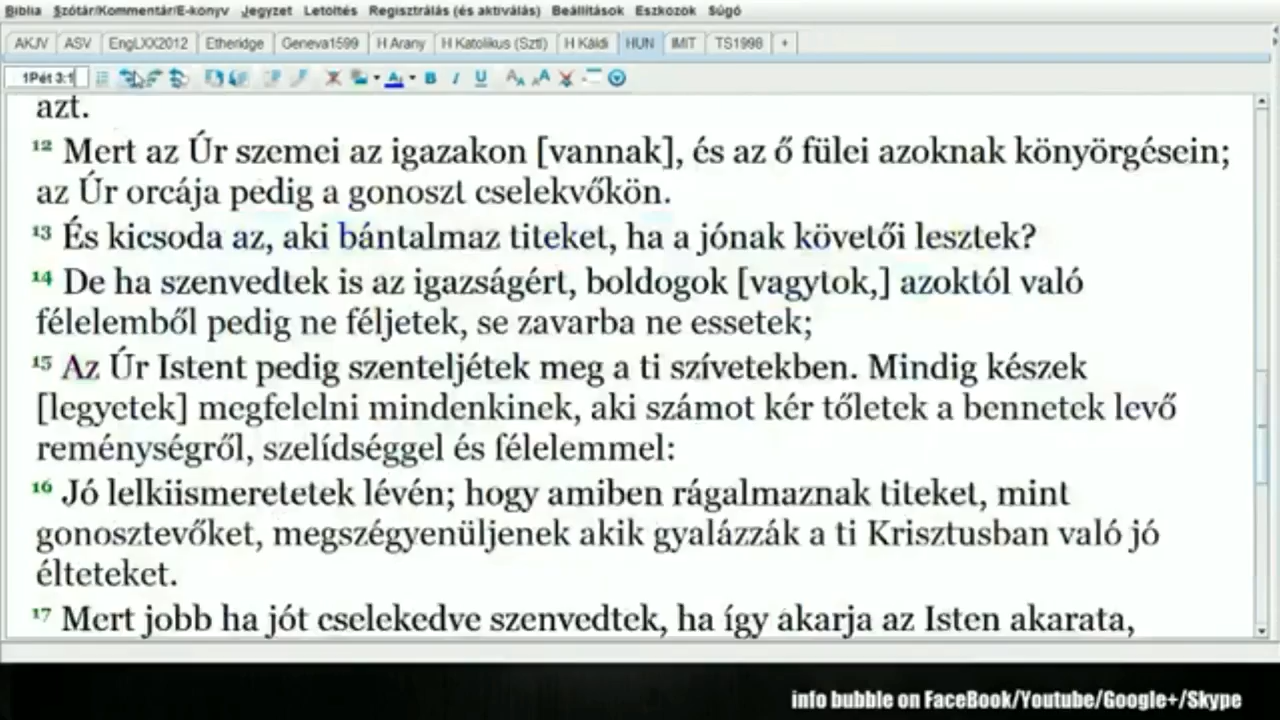 Biblia Szótár/Kommentár/E-könyv Jegyzet Letoltés Regisztrálás (és aktiválás) Beállítások Eszkozok Súgó
AKJV ASV EngLXX2012 Etheridge Geneva1599 H Arany H Katolikus (SztI) H Káldi HUN IMIT TS1998 +
1Pét 3:1
azt.
12 Mert az Úr szemei az igazakon [vannak], és az ő fülei azoknak könyörgésein;
az Úr orcája pedig a gonoszt cselekvőkön.
13 És kicsoda az, aki bántalmaz titeket, ha a jónak követői lesztek?
14 De ha szenvedtek is az igazságért, boldogok [vagytok,] azoktól való
félelemből pedig ne féljetek, se zavarba ne essetek;
15 Az Úr Istent pedig szenteljétek meg a ti szívetekben. Mindig készek
[legyetek] megfelelni mindenkinek, aki számot kér tőletek a bennetek levő
reménységről, szelídséggel és félelemmel:
16 Jó lelkiismeretetek lévén; hogy amiben rágalmaznak titeket, mint
gonosztevőket, megszégyenüljenek akik gyalázzák a ti Krisztusban való jó
élteteket.
17 Mert jobb ha jót cselekedve szenvedtek, ha így akarja az Isten akarata,
info bubble on FaceBook/Youtube/Google+/Skype